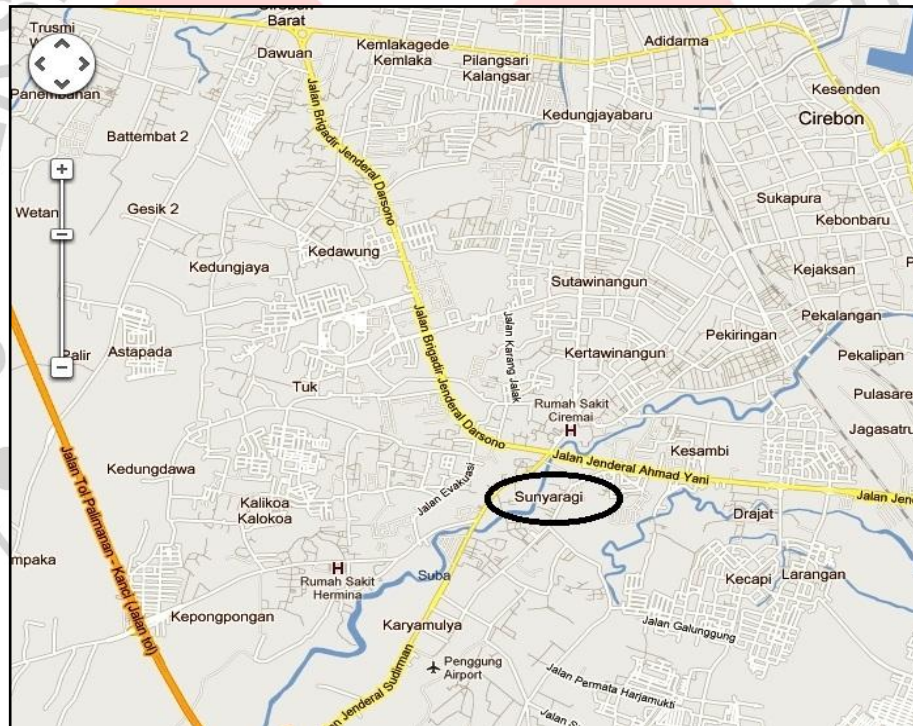 Trusmi
Cirebon
Barat
Dawuan
Kemlakagede
Kemlaka
Pilangsari
Kalangsar
Adidarma
Kesenden
Panembahan
Battembat 2
Kedungjayabaru
Cirebon
Wetan
Gesik 2
Jalan Brigadir Jenderal Darsono
Sukapura
Kebonbaru
Kedungjaya
Kedawung
Sutawinangun
Kejaksan
Pekalangan
Palir
Astapada
Jalan Brigadir Jenderal Darsono
Jalan Karang Jalak
Kertawinangun
Pekiringan
Pekalipan
Tuk
Rumah Sakit
Ciremai
H
Pulasare
Jagasatru
Jalan Tol Palimanan - Kanci (Jalan tol)
Kedungdawa
Jalan Evakuasi
Jalan Jenderal Ahmad Yani
Kesambi
Kalikoa
Kalokoa
Sunyaragi
Jalan Jen
Drajat
mpaka
H
Rumah Sakit
Hermina
Suba
Kecapi
Larangan
Kepongpongan
Karyamulya
Jalan Galunggung
Penggung
Airport
Jalan Permata Harjamukti
an Jenderal Sudirman
Jalan S